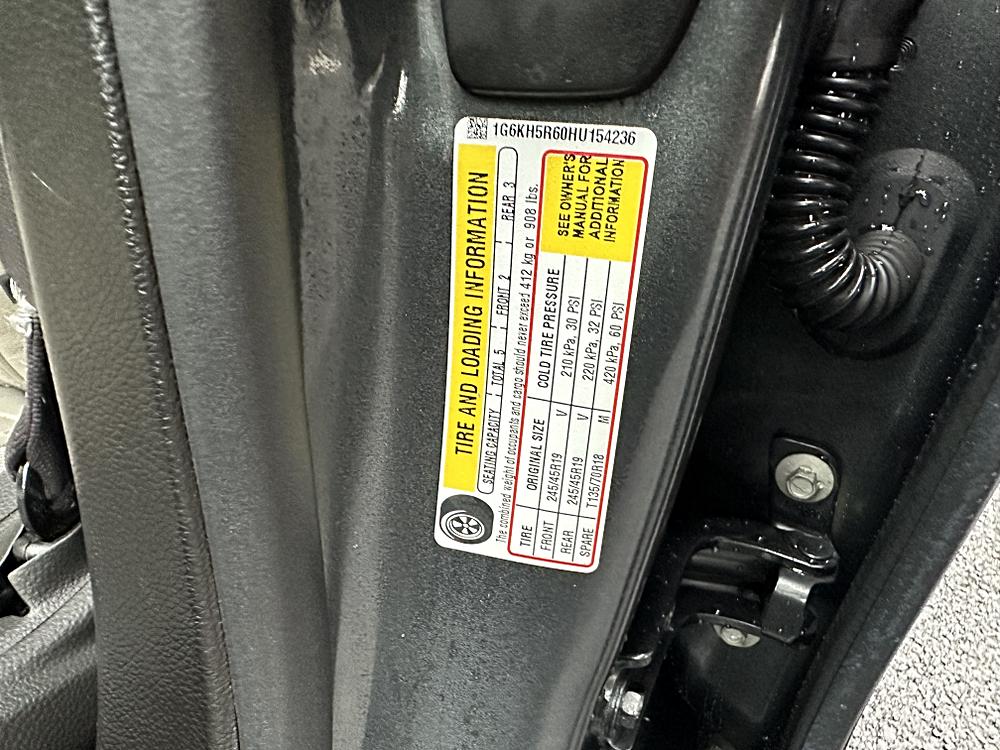 1G6KH5R60HU154236
TIRE AND LOADING INFORMATION
SEATING CAPACITY TOTAL 5 FRONT 2 REAR 3
The combined weight of occupants and cargo should never exceed 412 kg or 908 lbs.
TIRE ORIGINAL SIZE COLD TIRE PRESSURE
FRONT 245/45R19 V 210 kPa, 30 PSI
REAR 245/45R19 V 220 kPa, 32 PSI
SPARE T135/70R18 M 420 kPa, 60 PSI
SEE OWNER'S
MANUAL FOR
ADDITIONAL
INFORMATION